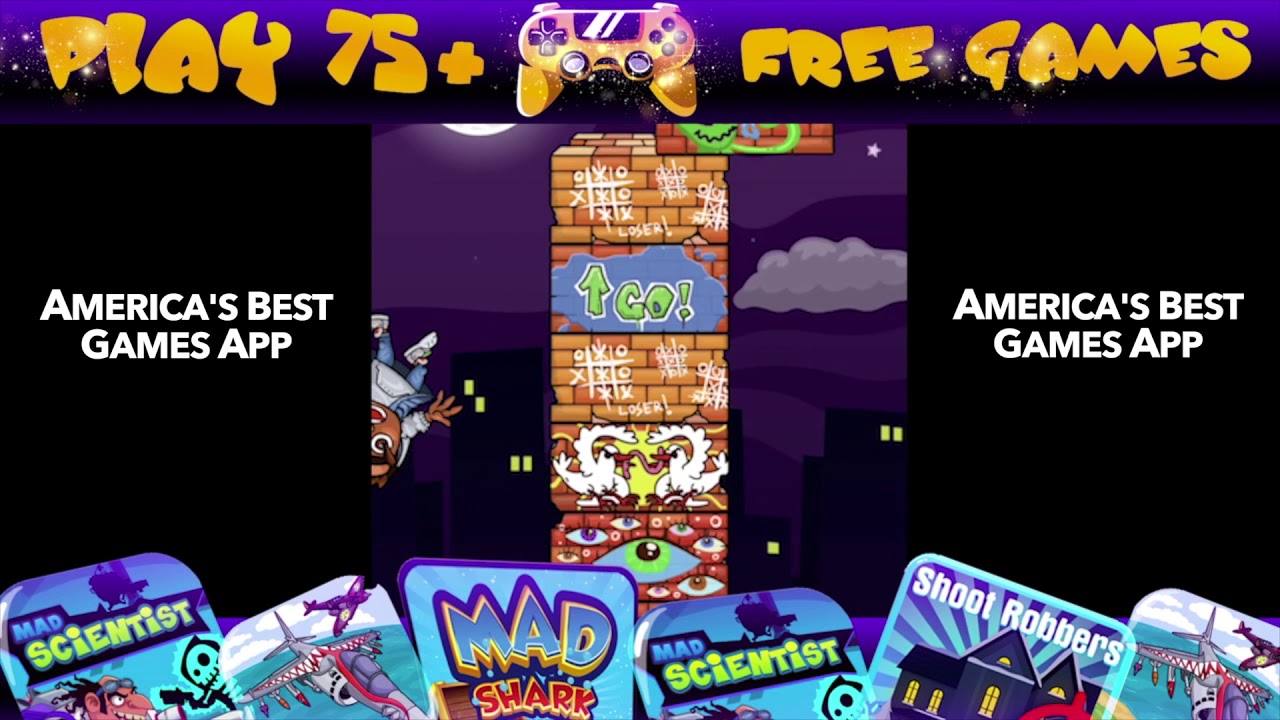 PLAY 75+ FREE GAMES
LOSER!
GO!
LOSER!
AMERICA'S BEST
GAMES APP
AMERICA'S BEST
GAMES APP
MAD
SCIENTIST
MAD
SHARK
MAD
SCIENTIST
Shoot Robbers